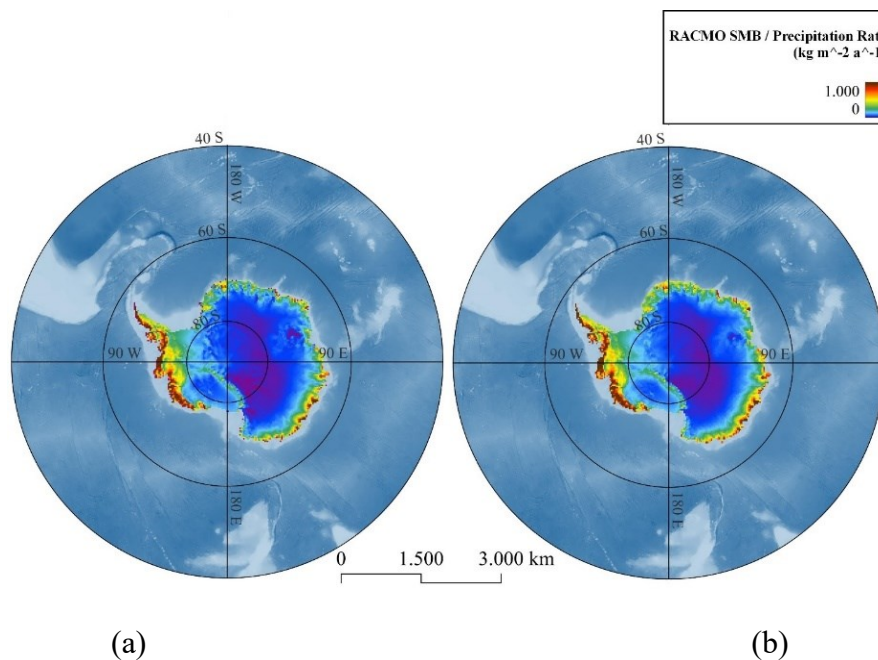 RACMO SMB / Precipitation Rat
(kg m^-2 a^-1
1.000
0
40 S
180 W
60 S
80 S
90 W
90 E
180 E
40 S
180 W
60 S
80 S
90 W
90 E
180 E
0 1.500 3.000 km
(a) (b)